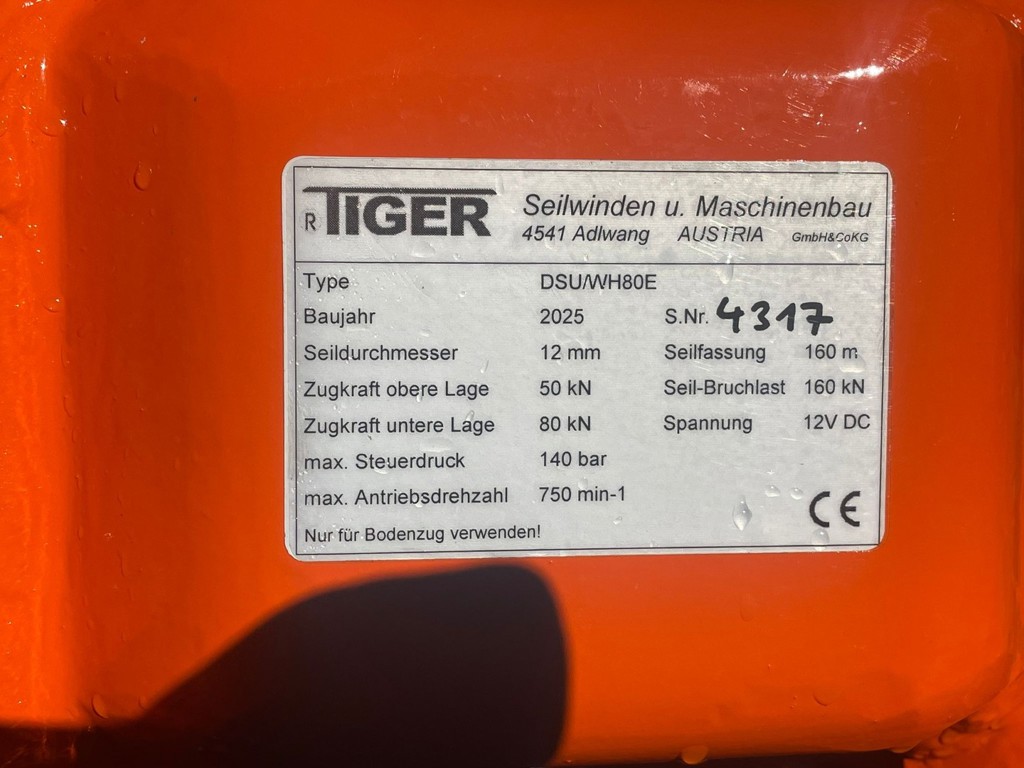 R TIGER Seilwinden u. Maschinenbau
4541 Adlwang AUSTRIA GmbH&CoKG
Type DSU/WH80E
Baujahr 2025 S.Nr. 4317
Seildurchmesser 12 mm Seilfassung 160 m
Zugkraft obere Lage 50 kN Seil-Bruchlast 160 kN
Zugkraft untere Lage 80 kN Spannung 12V DC
max. Steuerdruck 140 bar
max. Antriebsdrehzahl 750 min-1
CE
Nur für Bodenzug verwenden!